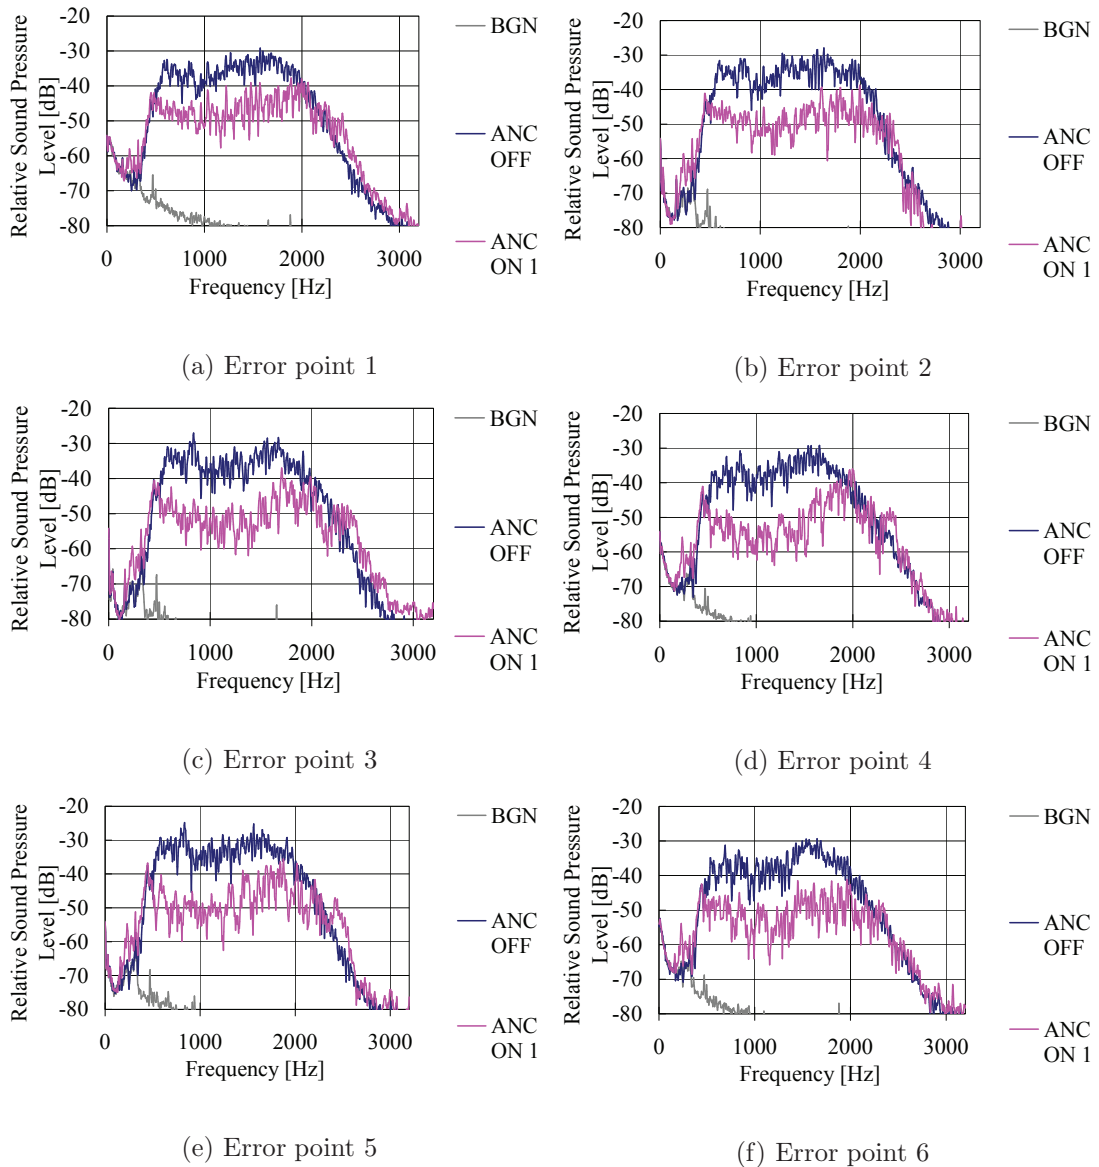 Relative Sound Pressure
Level [dB]
-20
-30
-40
-50
-60
-70
-80
0
1000
2000
3000
Frequency [Hz]
BGN
ANC
OFF
ANC
ON 1
(a) Error point 1
Relative Sound Pressure
Level [dB]
-20
-30
-40
-50
-60
-70
-80
0
1000
2000
3000
Frequency [Hz]
BGN
ANC
OFF
ANC
ON 1
(b) Error point 2
Relative Sound Pressure
Level [dB]
-20
-30
-40
-50
-60
-70
-80
0
1000
2000
3000
Frequency [Hz]
BGN
ANC
OFF
ANC
ON 1
(c) Error point 3
Relative Sound Pressure
Level [dB]
-20
-30
-40
-50
-60
-70
-80
0
1000
2000
3000
Frequency [Hz]
BGN
ANC
OFF
ANC
ON 1
(d) Error point 4
Relative Sound Pressure
Level [dB]
-20
-30
-40
-50
-60
-70
-80
0
1000
2000
3000
Frequency [Hz]
BGN
ANC
OFF
ANC
ON 1
(e) Error point 5
Relative Sound Pressure
Level [dB]
-20
-30
-40
-50
-60
-70
-80
0
1000
2000
3000
Frequency [Hz]
BGN
ANC
OFF
ANC
ON 1
(f) Error point 6